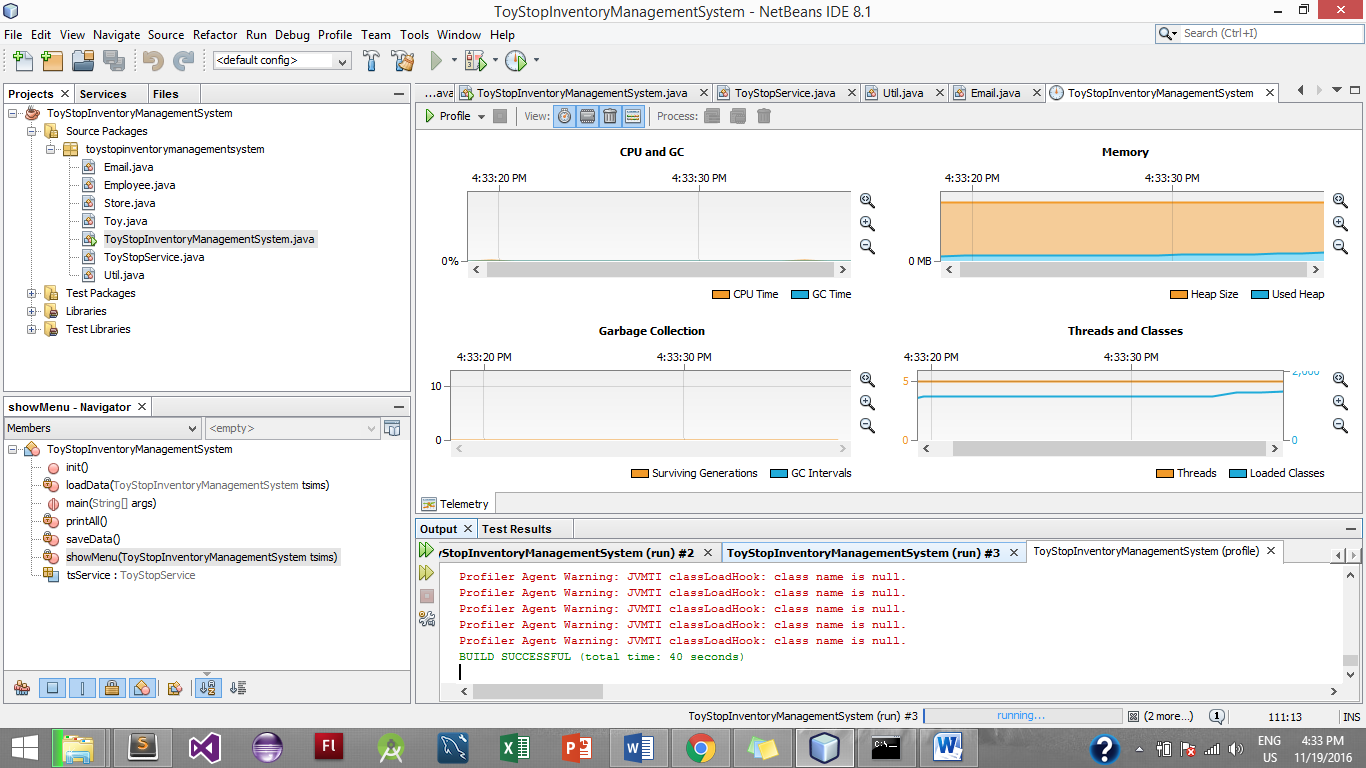 ToyStopInventoryManagementSystem - NetBeans IDE 8.1
File Edit View Navigate Source Refactor Run Debug Profile Team Tools Window Help
Search (Ctrl+I)
<default config>
Projects Services Files
ToyStopInventoryManagementSystem
Source Packages
toystopinventorymanagementsystem
Email.java
Employee.java
Store.java
Toy.java
ToyStopInventoryManagementSystem.java
ToyStopService.java
Util.java
Test Packages
Libraries
Test Libraries
showMenu - Navigator
Members <empty>
ToyStopInventoryManagementSystem
init()
loadData(ToyStopInventoryManagementSystem tsims)
main(String[] args)
printAll()
saveData()
showMenu(ToyStopInventoryManagementSystem tsims)
tsService : ToyStopService
...ava ToyStopInventoryManagementSystem.java ToyStopService.java Util.java Email.java ToyStopInventoryManagementSystem
Profile View: Process:
CPU and GC
4:33:20 PM 4:33:30 PM
0%
CPU Time GC Time
Memory
4:33:20 PM 4:33:30 PM
0 MB
Heap Size Used Heap
Garbage Collection
4:33:20 PM 4:33:30 PM
10
0
Surviving Generations GC Intervals
Threads and Classes
4:33:20 PM 4:33:30 PM
5 2,000
0 0
Threads Loaded Classes
Telemetry
Output Test Results
yStopInventoryManagementSystem (run) #2 ToyStopInventoryManagementSystem (run) #3 ToyStopInventoryManagementSystem (profile)
Profiler Agent Warning: JVMTI classLoadHook: class name is null.
Profiler Agent Warning: JVMTI classLoadHook: class name is null.
Profiler Agent Warning: JVMTI classLoadHook: class name is null.
Profiler Agent Warning: JVMTI classLoadHook: class name is null.
Profiler Agent Warning: JVMTI classLoadHook: class name is null.
BUILD SUCCESSFUL (total time: 40 seconds)
ToyStopInventoryManagementSystem (run) #3 running... (2 more...) 1 111:13 INS
ENG 4:33 PM
US 11/19/2016